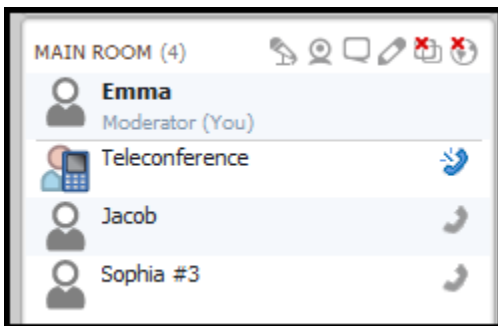 MAIN ROOM (4)
Emma
Moderator (You)
Teleconference
Jacob
Sophia #3